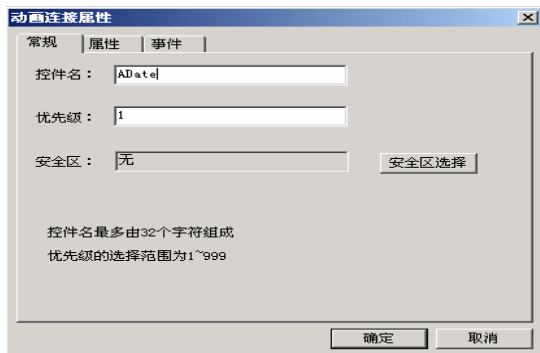 动画连接属性
常规 属性 事件
控件名： ADate
优先级： 1
安全区： 无 安全区选择
控件名最多由32个字符组成
优先级的选择范围为1~999
确定 取消